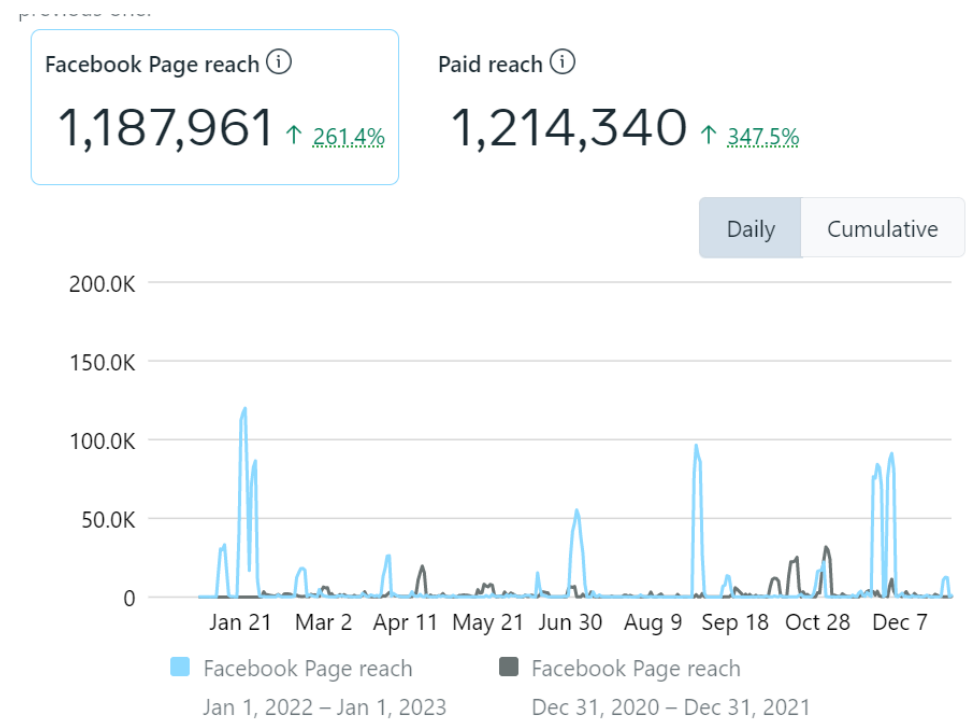 Facebook Page reach
1,187,961 ↑ 261.4%
Paid reach
1,214,340 ↑ 347.5%
Daily
Cumulative
200.0K
150.0K
100.0K
50.0K
0
Jan 21 Mar 2 Apr 11 May 21 Jun 30 Aug 9 Sep 18 Oct 28 Dec 7
Facebook Page reach
Jan 1, 2022 – Jan 1, 2023
Facebook Page reach
Dec 31, 2020 – Dec 31, 2021